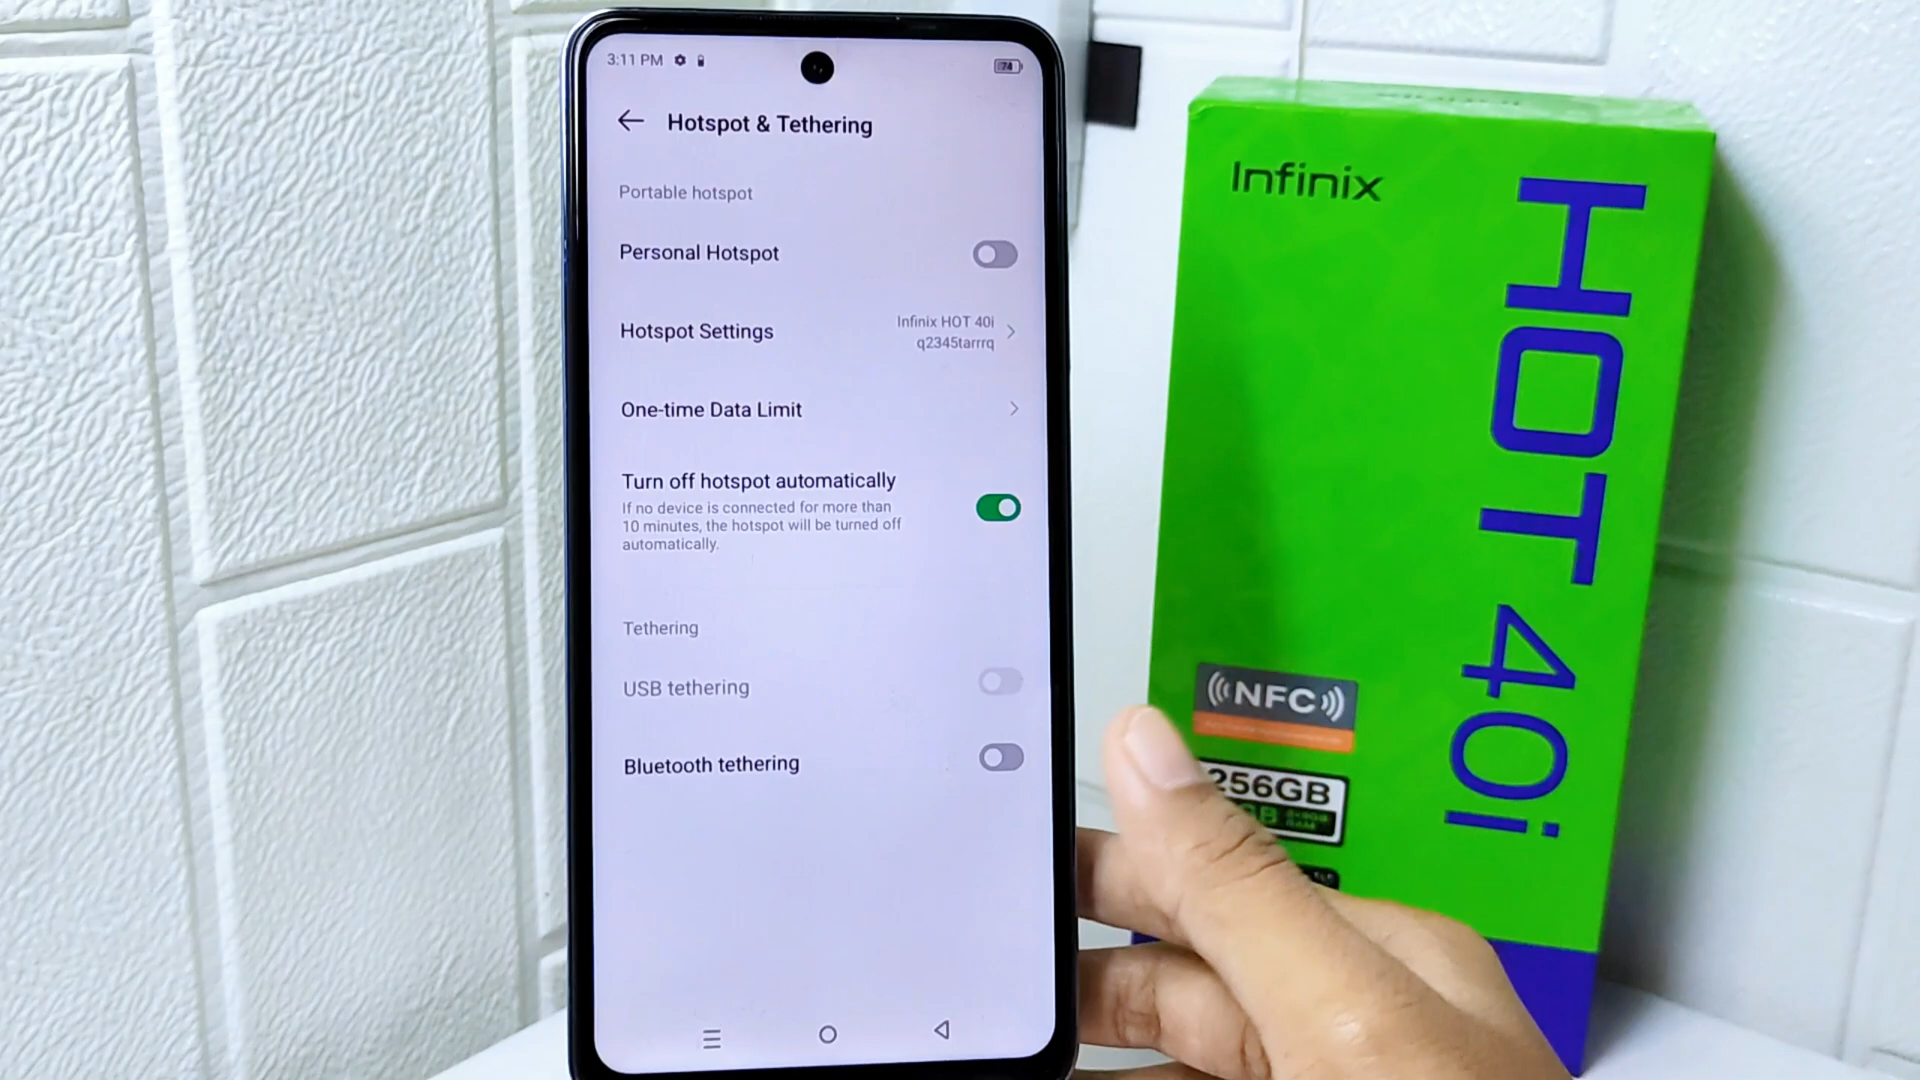 3:11 PM
74
Hotspot & Tethering
Portable hotspot
Personal Hotspot
Hotspot Settings
Infinix HOT 40i
q2345tarrrq
One-time Data Limit
Turn off hotspot automatically
If no device is connected for more than
10 minutes, the hotspot will be turned off
automatically.
Tethering
USB tethering
Bluetooth tethering
Infinix
HOT 40i
NFC
256GB